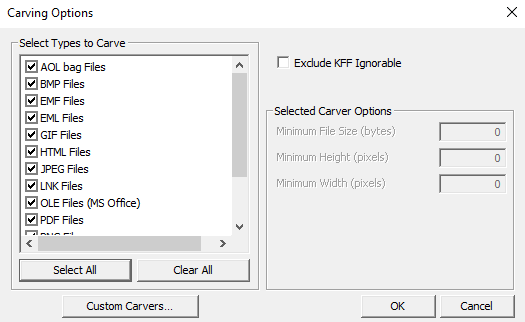 Carving Options
Select Types to Carve
AOL bag Files
BMP Files
EMF Files
EML Files
GIF Files
HTML Files
JPEG Files
LNK Files
OLE Files (MS Office)
PDF Files
PNG Files
Select All
Clear All
Custom Carvers...
Exclude KFF Ignorable
Selected Carver Options
Minimum File Size (bytes) 0
Minimum Height (pixels) 0
Minimum Width (pixels) 0
OK
Cancel